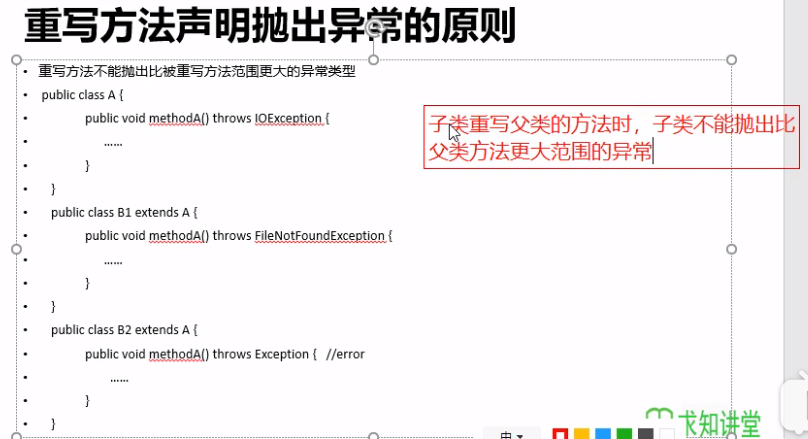 重写方法声明抛出异常的原则
• 重写方法不能抛出比被重写方法范围更大的异常类型
• public class A {
• public void methodA() throws IOException {
• ......
• }
• }
• public class B1 extends A {
• public void methodA() throws FileNotFoundException {
• ......
• }
• }
• public class B2 extends A {
• public void methodA() throws Exception { //error
• ......
• }
• }
子类重写父类的方法时，子类不能抛出比
父类方法更大范围的异常
求知讲堂
中